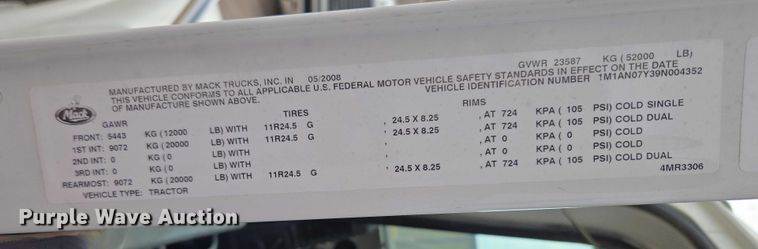 GVWR 23587 KG ( 52000 LB)
MANUFACTURED BY MACK TRUCKS, INC. IN 05/2008
THIS VEHICLE CONFORMS TO ALL APPLICABLE U.S. FEDERAL MOTOR VEHICLE SAFETY STANDARDS IN EFFECT ON THE DATE
OF MANUFACTURE SHOWN ABOVE. VEHICLE IDENTIFICATION NUMBER 1M1AN07Y39N004352
Mack
GAWR TIRES RIMS
FRONT: 5443 KG (12000 LB) WITH 11R24.5 G , 24.5 X 8.25 , AT 724 KPA ( 105 PSI) COLD SINGLE
1ST INT: 9072 KG (20000 LB) WITH 11R24.5 G , 24.5 X 8.25 , AT 724 KPA ( 105 PSI) COLD DUAL
2ND INT: 0 KG ( 0 LB) WITH , AT 0 KPA ( 0 PSI) COLD
3RD INT: 0 KG ( 0 LB) WITH , AT 0 KPA ( 0 PSI) COLD
REARMOST: 9072 KG ( 20000 LB) WITH 11R24.5 G , 24.5 X 8.25 , AT 724 KPA ( 105 PSI) COLD DUAL
VEHICLE TYPE: TRACTOR 4MR3306
Purple Wave Auction